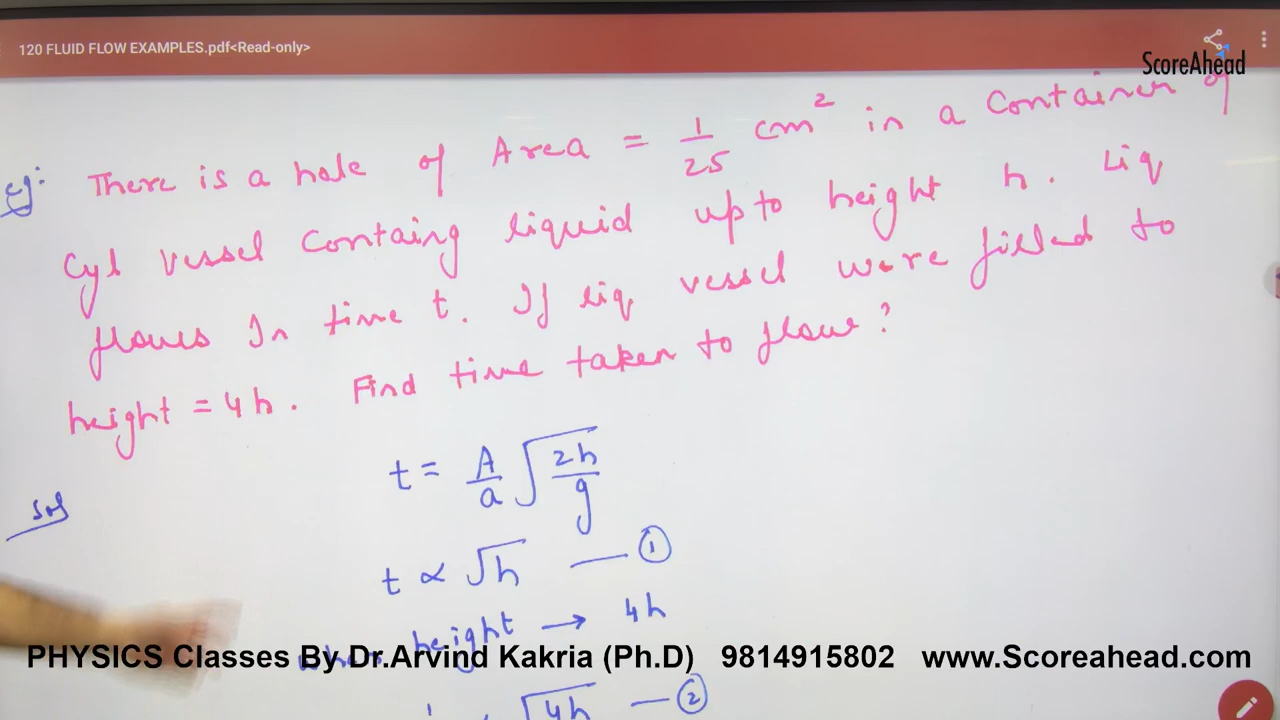 120 FLUID FLOW EXAMPLES.pdf<Read-only>
ScoreAhead
eg: There is a hole of Area = 1/25 cm² in a Container of
Cyl vessel Containg liquid upto height h. Liq
flows In time t. If liq vessel were filled to
height = 4h. Find time taken to flow?
Sol
t = A/a √(2h/g)
t ∝ √h — ①
when height → 4h
√4h — ②
PHYSICS Classes By Dr.Arvind Kakria (Ph.D) 9814915802 www.Scoreahead.com